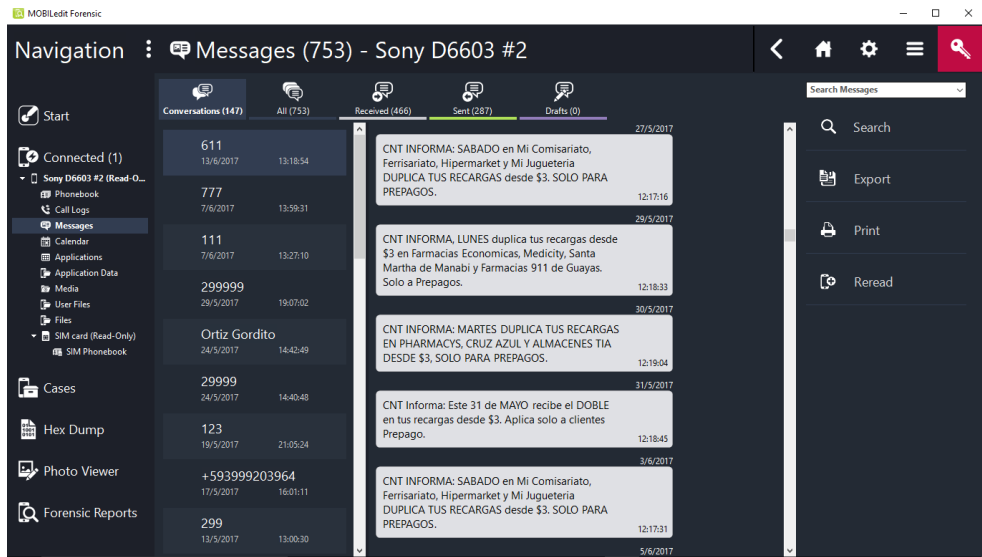 MOBILedit Forensic
Navigation
Messages (753) - Sony D6603 #2
Start
Connected (1)
Sony D6603 #2 (Read-O...
Phonebook
Call Logs
Messages
Calendar
Applications
Application Data
Media
User Files
Files
SIM card (Read-Only)
SIM Phonebook
Cases
Hex Dump
Photo Viewer
Forensic Reports
Conversations (147)
All (753)
Received (466)
Sent (287)
Drafts (0)
611
13/6/2017 13:18:54
777
7/6/2017 13:59:31
111
7/6/2017 13:27:10
299999
29/5/2017 19:07:02
Ortiz Gordito
24/5/2017 14:42:49
29999
24/5/2017 14:40:48
123
19/5/2017 21:05:24
+593999203964
17/5/2017 16:01:11
299
13/5/2017 13:00:30
27/5/2017
CNT INFORMA: SABADO en Mi Comisariato,
Ferrisariato, Hipermarket y Mi Jugueteria
DUPLICA TUS RECARGAS desde $3. SOLO PARA
PREPAGOS.
12:17:16
29/5/2017
CNT INFORMA, LUNES duplica tus recargas desde
$3 en Farmacias Economicas, Medicity, Santa
Martha de Manabi y Farmacias 911 de Guayas.
Solo a Prepagos.
12:18:33
30/5/2017
CNT INFORMA: MARTES DUPLICA TUS RECARGAS
EN PHARMACYS, CRUZ AZUL Y ALMACENES TIA
DESDE $3, SOLO PARA PREPAGOS.
12:19:04
31/5/2017
CNT Informa: Este 31 de MAYO recibe el DOBLE
en tus recargas desde $3. Aplica solo a clientes
Prepago.
12:18:45
3/6/2017
CNT INFORMA: SABADO en Mi Comisariato,
Ferrisariato, Hipermarket y Mi Jugueteria
DUPLICA TUS RECARGAS desde $3. SOLO PARA
PREPAGOS.
12:17:31
5/6/2017
Search Messages
Search
Export
Print
Reread